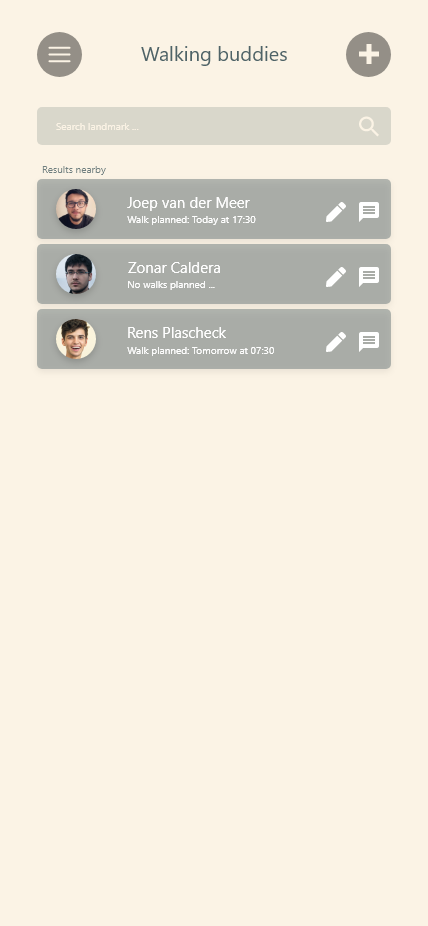 Walking buddies
Search landmark ...
Results nearby
Joep van der Meer
Walk planned: Today at 17:30
Zonar Caldera
No walks planned ...
Rens Plascheck
Walk planned: Tomorrow at 07:30